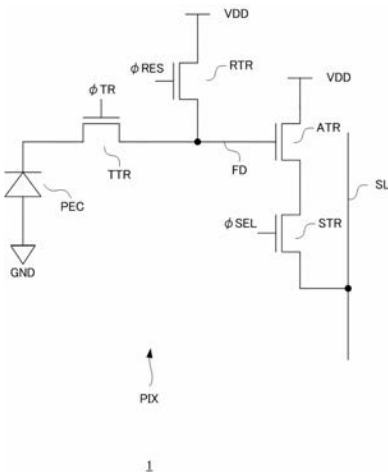 VDD
φRES
RTR
VDD
φTR
ATR
FD
SL
TTR
PEC
φSEL
STR
GND
PIX
1